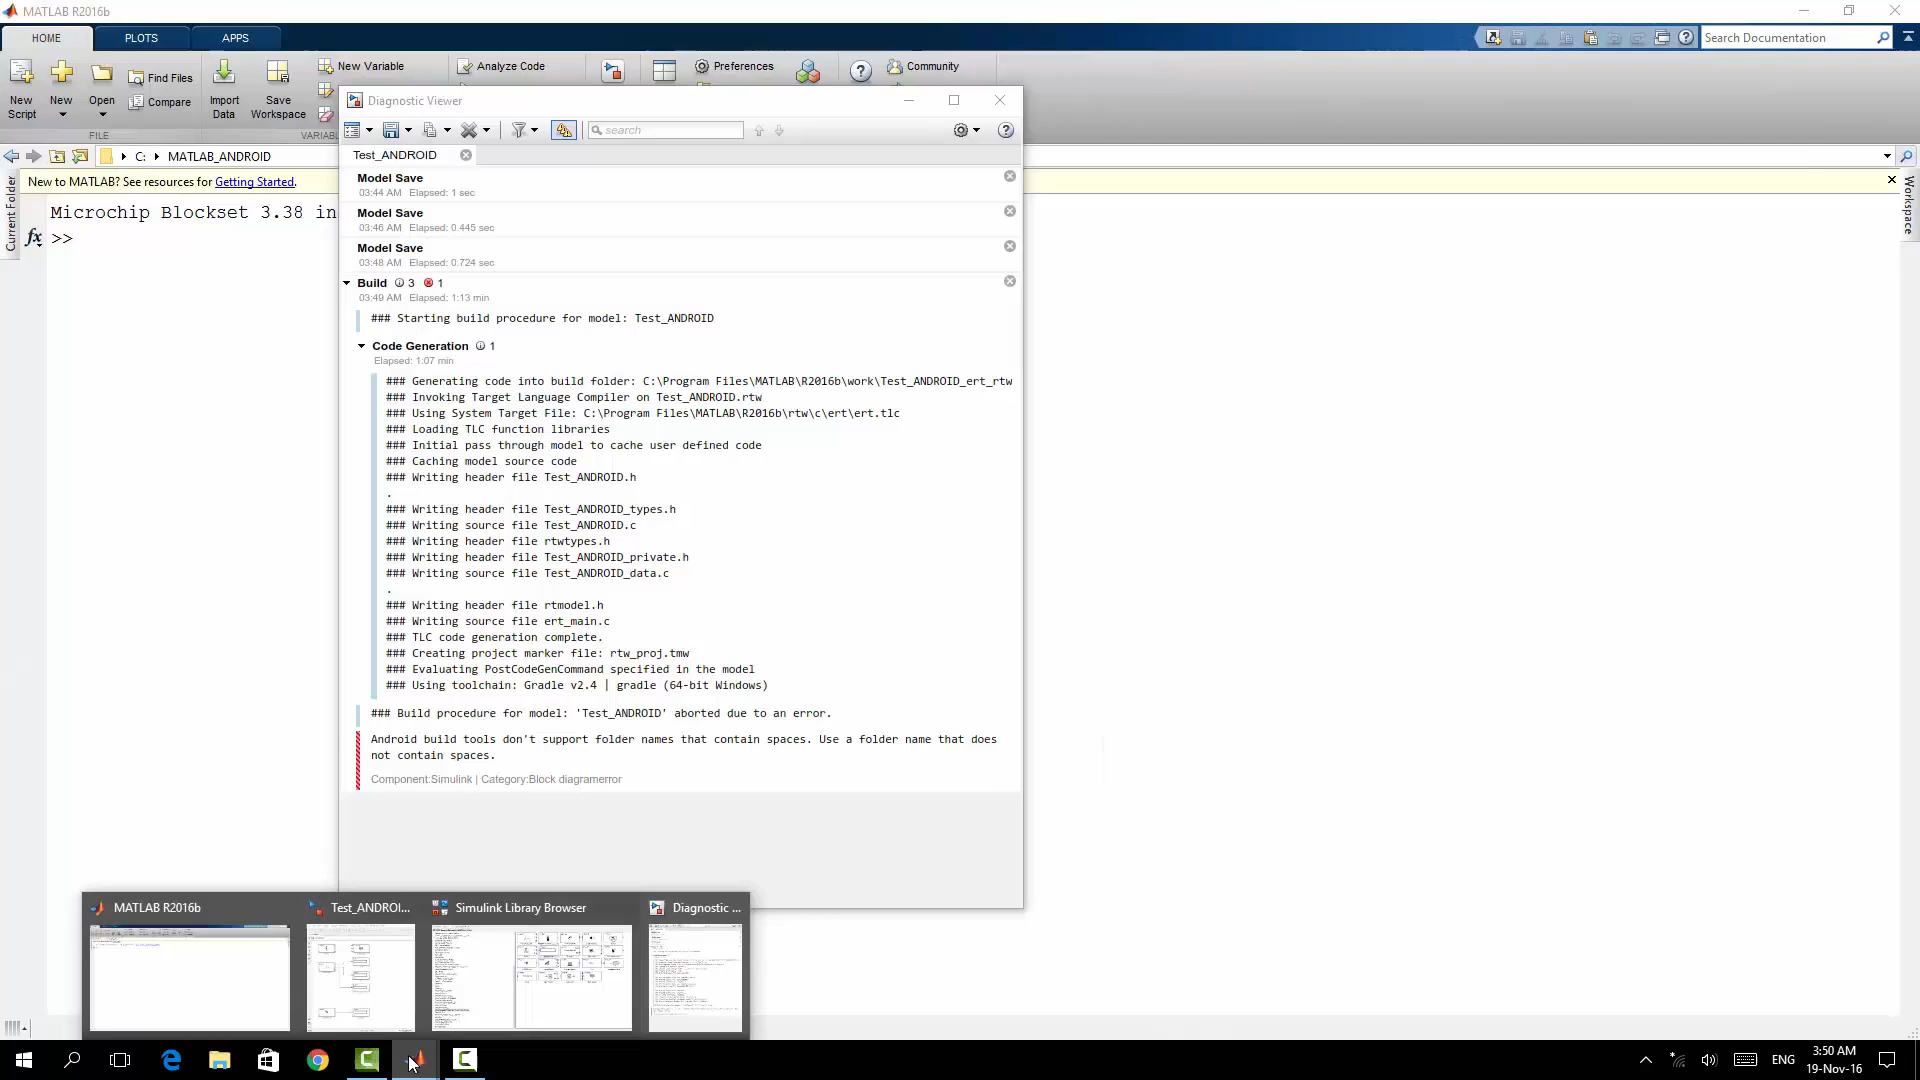 MATLAB R2016b
HOME
PLOTS
APPS
Search Documentation
New Script
New
Open
Find Files
Compare
Import Data
Save Workspace
New Variable
Analyze Code
Preferences
Community
FILE
VARIAB
C:
MATLAB_ANDROID
New to MATLAB? See resources for Getting Started.
Current Folder
Workspace
Microchip Blockset 3.38 in
fx >>
Diagnostic Viewer
search
Test_ANDROID
Model Save
03:44 AM Elapsed: 1 sec
Model Save
03:46 AM Elapsed: 0.445 sec
Model Save
03:48 AM Elapsed: 0.724 sec
Build 3 1
03:49 AM Elapsed: 1:13 min
### Starting build procedure for model: Test_ANDROID
Code Generation 1
Elapsed: 1:07 min
### Generating code into build folder: C:\Program Files\MATLAB\R2016b\work\Test_ANDROID_ert_rtw
### Invoking Target Language Compiler on Test_ANDROID.rtw
### Using System Target File: C:\Program Files\MATLAB\R2016b\rtw\c\ert\ert.tlc
### Loading TLC function libraries
### Initial pass through model to cache user defined code
### Caching model source code
### Writing header file Test_ANDROID.h
.
### Writing header file Test_ANDROID_types.h
### Writing source file Test_ANDROID.c
### Writing header file rtwtypes.h
### Writing header file Test_ANDROID_private.h
### Writing source file Test_ANDROID_data.c
.
### Writing header file rtmodel.h
### Writing source file ert_main.c
### TLC code generation complete.
### Creating project marker file: rtw_proj.tmw
### Evaluating PostCodeGenCommand specified in the model
### Using toolchain: Gradle v2.4 | gradle (64-bit Windows)
### Build procedure for model: 'Test_ANDROID' aborted due to an error.
Android build tools don't support folder names that contain spaces. Use a folder name that does
not contain spaces.
Component:Simulink | Category:Block diagramerror
MATLAB R2016b
Test_ANDROI...
Simulink Library Browser
Diagnostic ...
ENG
3:50 AM
19-Nov-16